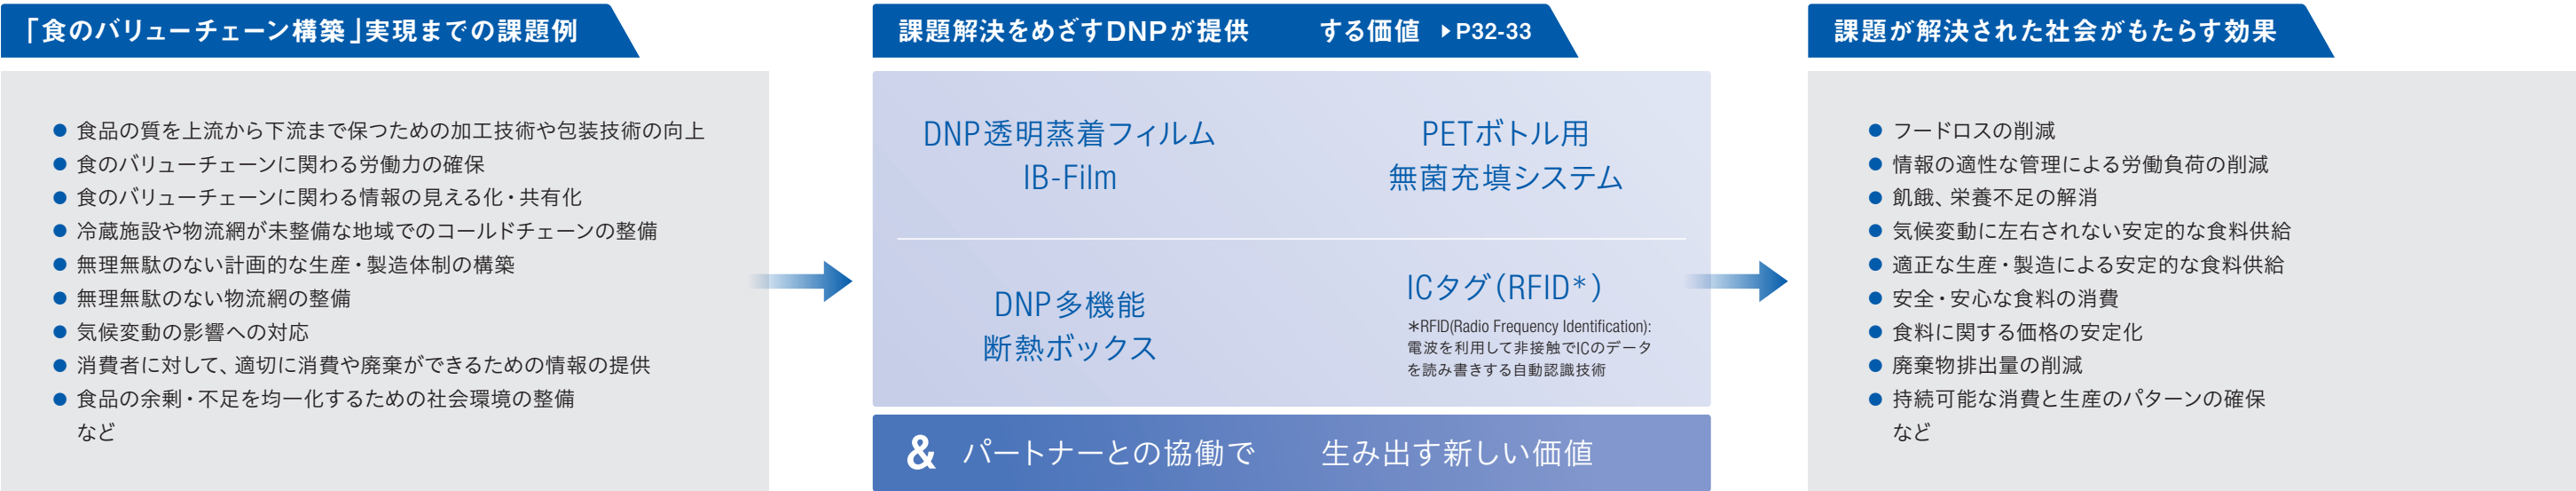 「食のバリューチェーン構築」実現までの課題例
● 食品の質を上流から下流まで保つための加工技術や包装技術の向上
● 食のバリューチェーンに関わる労働力の確保
● 食のバリューチェーンに関わる情報の見える化・共有化
● 冷蔵施設や物流網が未整備な地域でのコールドチェーンの整備
● 無理無駄のない計画的な生産・製造体制の構築
● 無理無駄のない物流網の整備
● 気候変動の影響への対応
● 消費者に対して、適切に消費や廃棄ができるための情報の提供
● 食品の余剰・不足を均一化するための社会環境の整備
など
課題解決をめざすDNPが提供 する価値 ▶P32-33
DNP透明蒸着フィルム
IB-Film
PETボトル用
無菌充填システム
DNP多機能
断熱ボックス
ICタグ(RFID*)
*RFID(Radio Frequency Identification):
電波を利用して非接触でICのデータ
を読み書きする自動認識技術
& パートナーとの協働で 生み出す新しい価値
課題が解決された社会がもたらす効果
● フードロスの削減
● 情報の適性な管理による労働負荷の削減
● 飢餓、栄養不足の解消
● 気候変動に左右されない安定的な食料供給
● 適正な生産・製造による安定的な食料供給
● 安全・安心な食料の消費
● 食料に関する価格の安定化
● 廃棄物排出量の削減
● 持続可能な消費と生産のパターンの確保
など